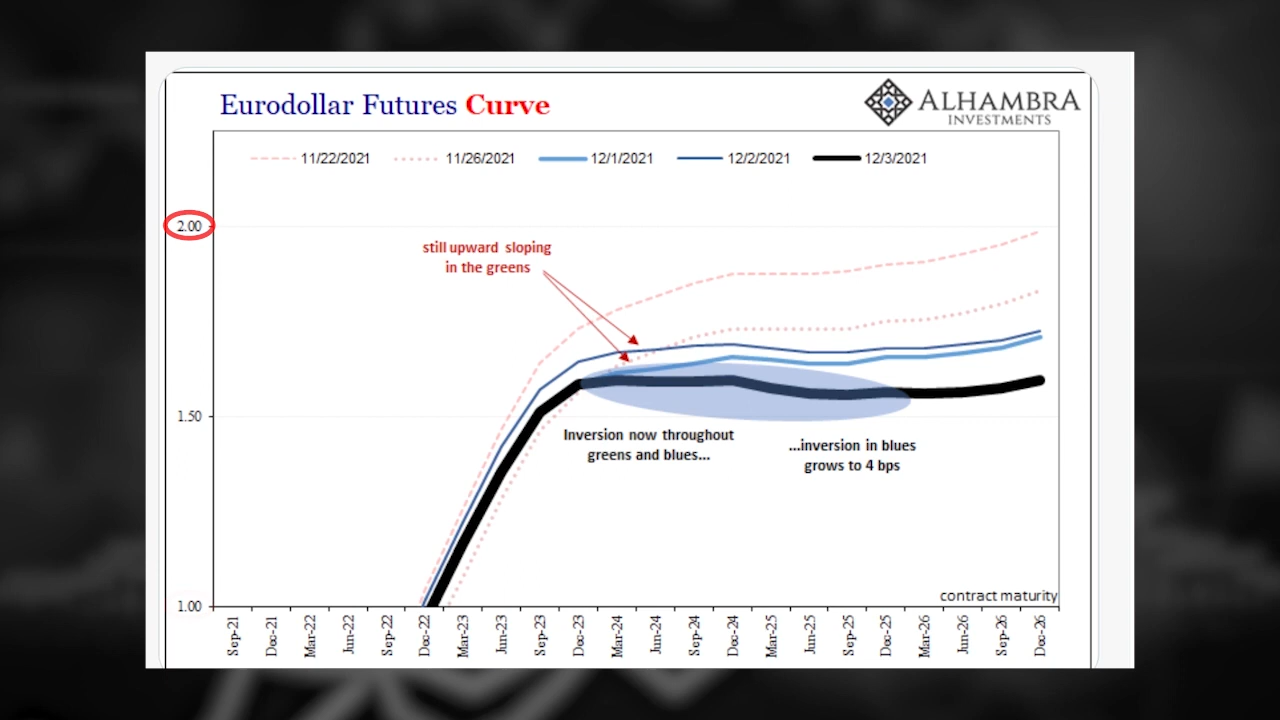 Eurodollar Futures Curve
ALHAMBRA
INVESTMENTS
11/22/2021 11/26/2021 12/1/2021 12/2/2021 12/3/2021
2.00
still upward sloping
in the greens
1.50
Inversion now throughout
greens and blues...
...inversion in blues
grows to 4 bps
contract maturity
1.00
Sep-21 Dec-21 Mar-22 Jun-22 Sep-22 Dec-22 Mar-23 Jun-23 Sep-23 Dec-23 Mar-24 Jun-24 Sep-24 Dec-24 Mar-25 Jun-25 Sep-25 Dec-25 Mar-26 Jun-26 Sep-26 Dec-26